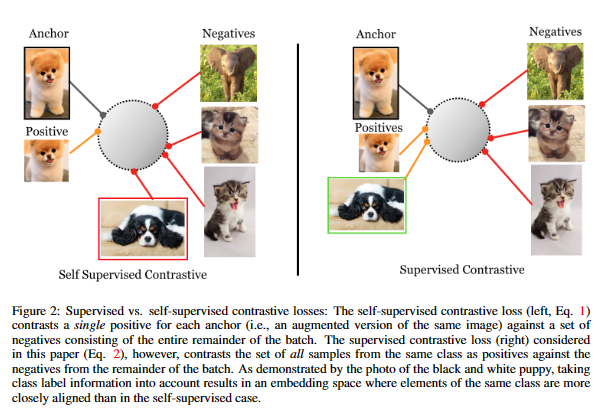 Anchor
Negatives
Positive
Self Supervised Contrastive
Anchor
Negatives
Positives
Supervised Contrastive
Figure 2: Supervised vs. self-supervised contrastive losses: The self-supervised contrastive loss (left, Eq. 1)
contrasts a single positive for each anchor (i.e., an augmented version of the same image) against a set of
negatives consisting of the entire remainder of the batch. The supervised contrastive loss (right) considered
in this paper (Eq. 2), however, contrasts the set of all samples from the same class as positives against the
negatives from the remainder of the batch. As demonstrated by the photo of the black and white puppy, taking
class label information into account results in an embedding space where elements of the same class are more
closely aligned than in the self-supervised case.